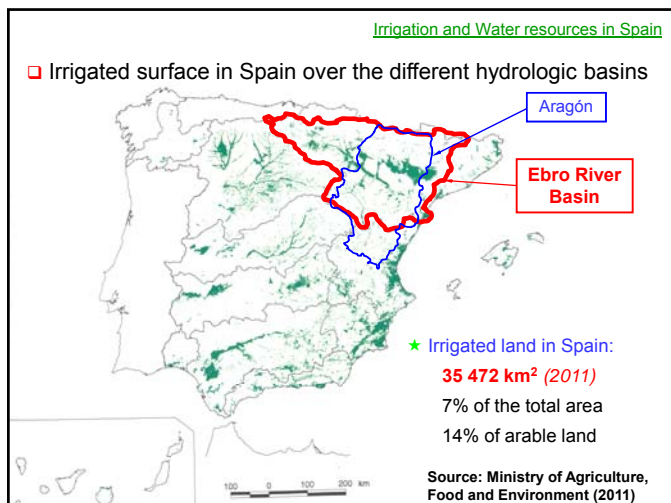 Irrigation and Water resources in Spain
Irrigated surface in Spain over the different hydrologic basins
Aragón
Ebro River
Basin
Irrigated land in Spain:
35 472 km² (2011)
7% of the total area
14% of arable land
100 0 100 200 km
Source: Ministry of Agriculture,
Food and Environment (2011)